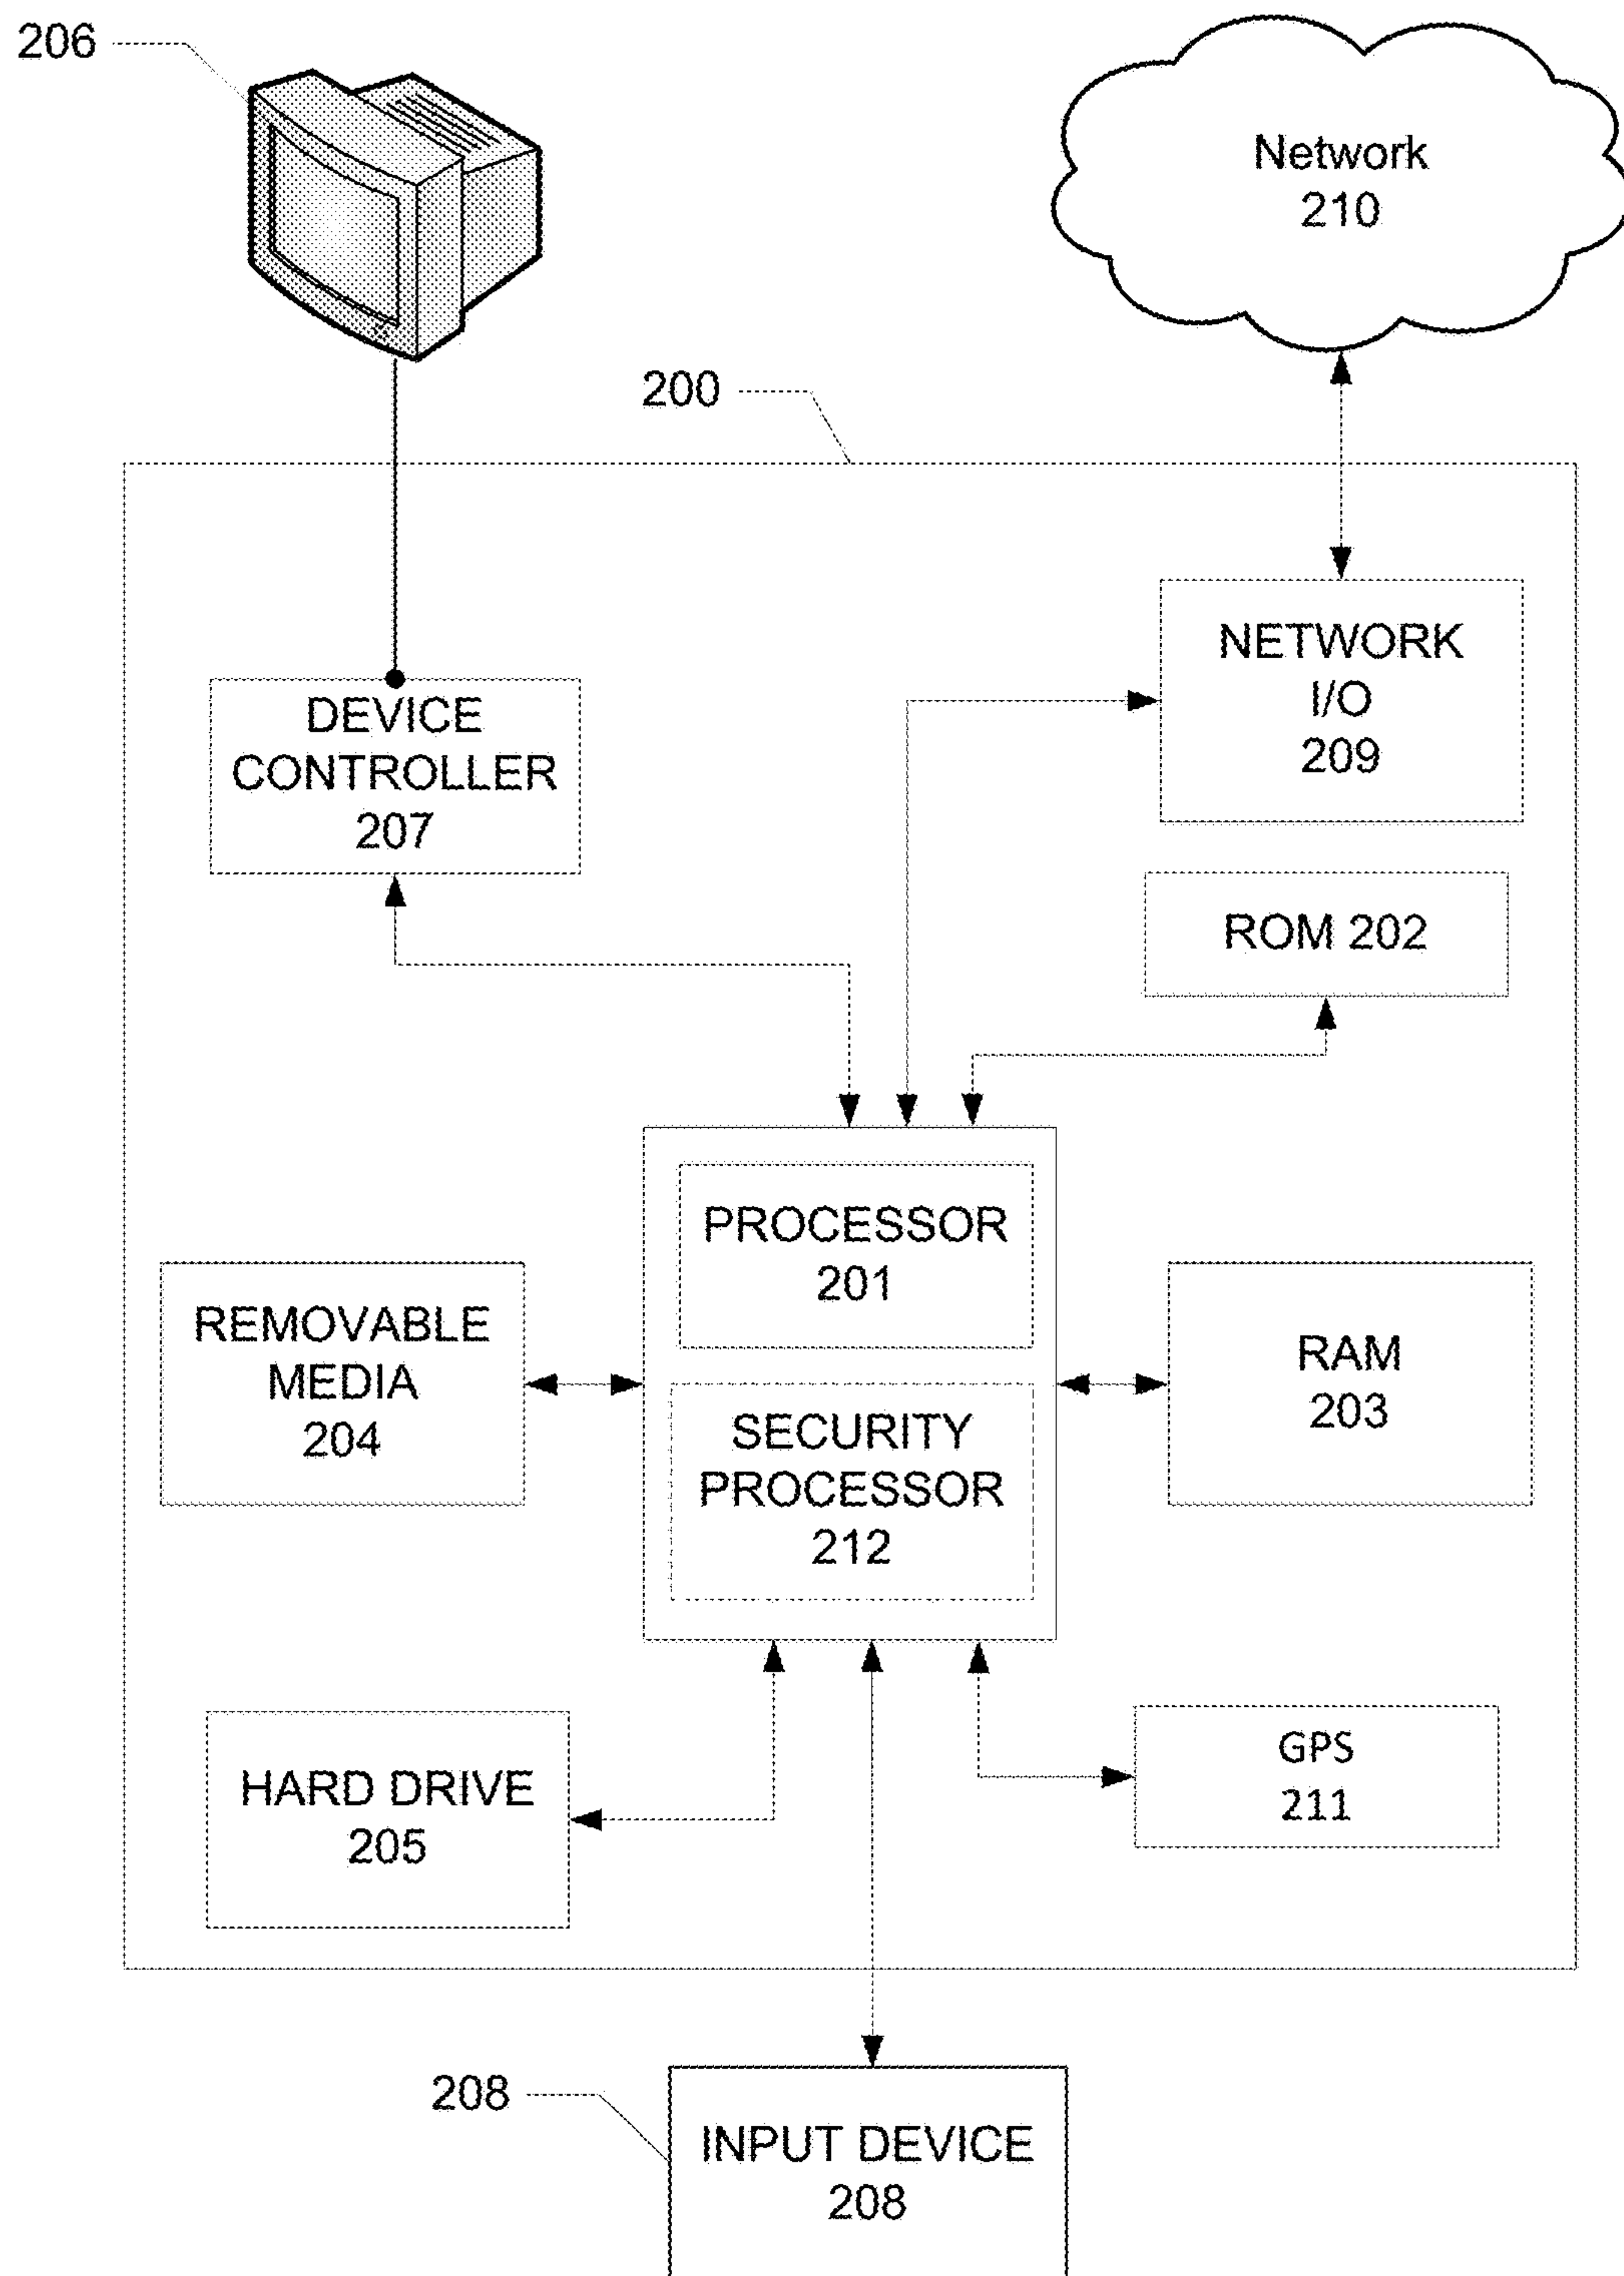 206
Network
210
200
NETWORK
I/O
209
DEVICE
CONTROLLER
207
ROM 202
PROCESSOR
201
REMOVABLE
MEDIA
204
RAM
203
SECURITY
PROCESSOR
212
HARD DRIVE
205
GPS
211
208
INPUT DEVICE
208